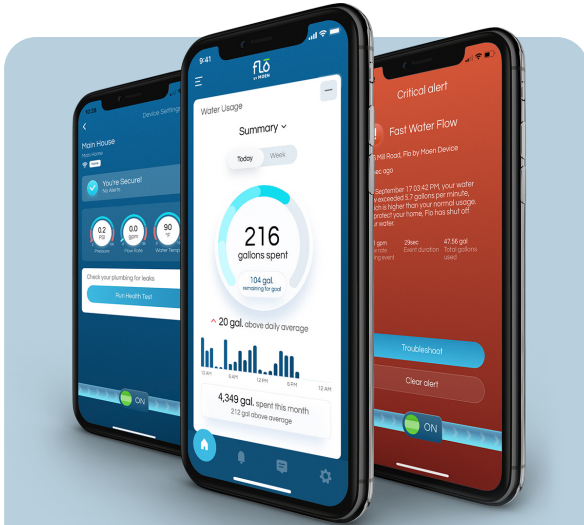 10:28
Device Settings
Main House
Main Home
You're Secure!
No Alerts
0.2
PSI
Pressure
0.0
gpm
Flow Rate
90
°F
Water Temp
Check your plumbing for leaks
Run Health Test
ON
9:41
flo
BY MOEN
Water Usage
Summary
Today
Week
216
gallons spent
104 gal.
remaining for goal
20 gal. above daily average
12 AM
6 AM
12 PM
6 PM
12 AM
4,349 gal. spent this month
212 gal above average
Critical alert
Fast Water Flow
Mill Road, Flo by Moen Device
sec ago
September 17 03:42 PM, your water
exceeded 5.7 gallons per minute,
which is higher than your normal usage.
protect your home, Flo has shut off
water.
gpm
29sec
47.56 gal
Event duration
Total gallons
used
Troubleshoot
Clear alert
ON